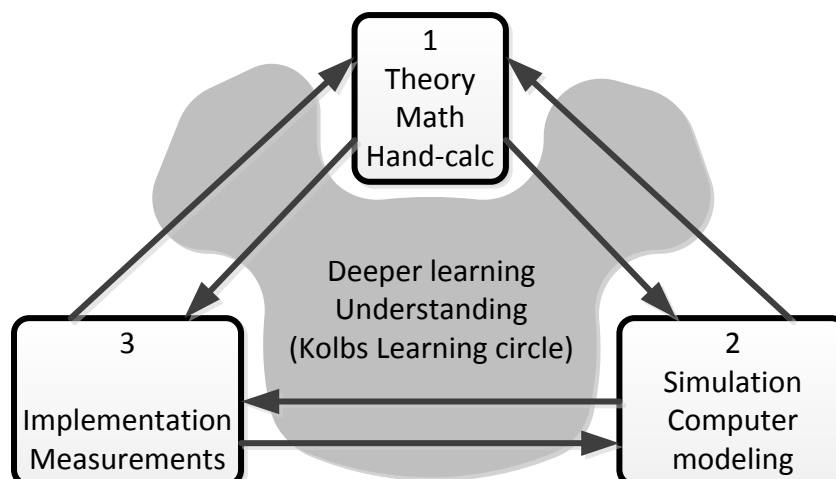 1
Theory
Math
Hand-calc
Deeper learning
Understanding
(Kolbs Learning circle)
3
Implementation
Measurements
2
Simulation
Computer
modeling